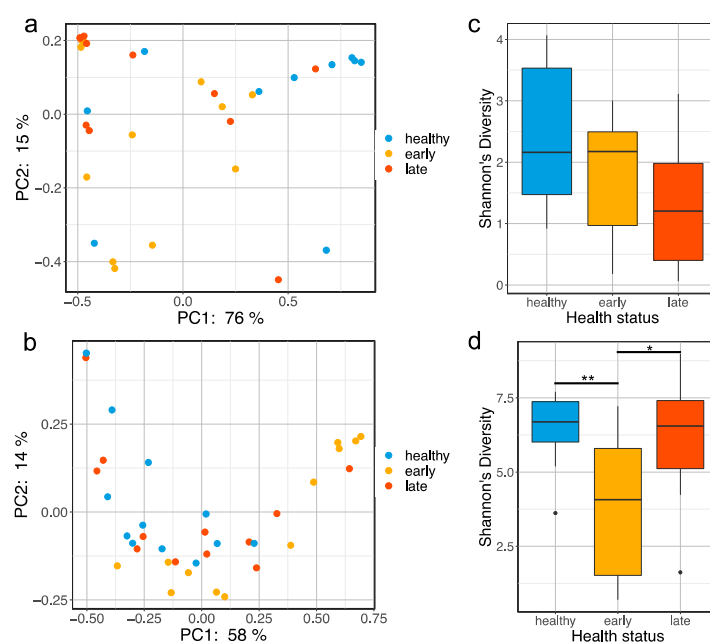 a
0.2
0.0
−0.2
−0.4
PC2: 15 %
−0.5
0.0
0.5
PC1: 76 %
healthy
early
late
c
4
3
2
1
0
Shannon's Diversity
healthy
early
late
Health status
b
0.25
0.00
−0.25
PC2: 14 %
−0.50
−0.25
0.00
0.25
0.50
0.75
PC1: 58 %
healthy
early
late
d
**
*
7.5
5.0
2.5
Shannon's Diversity
healthy
early
late
Health status